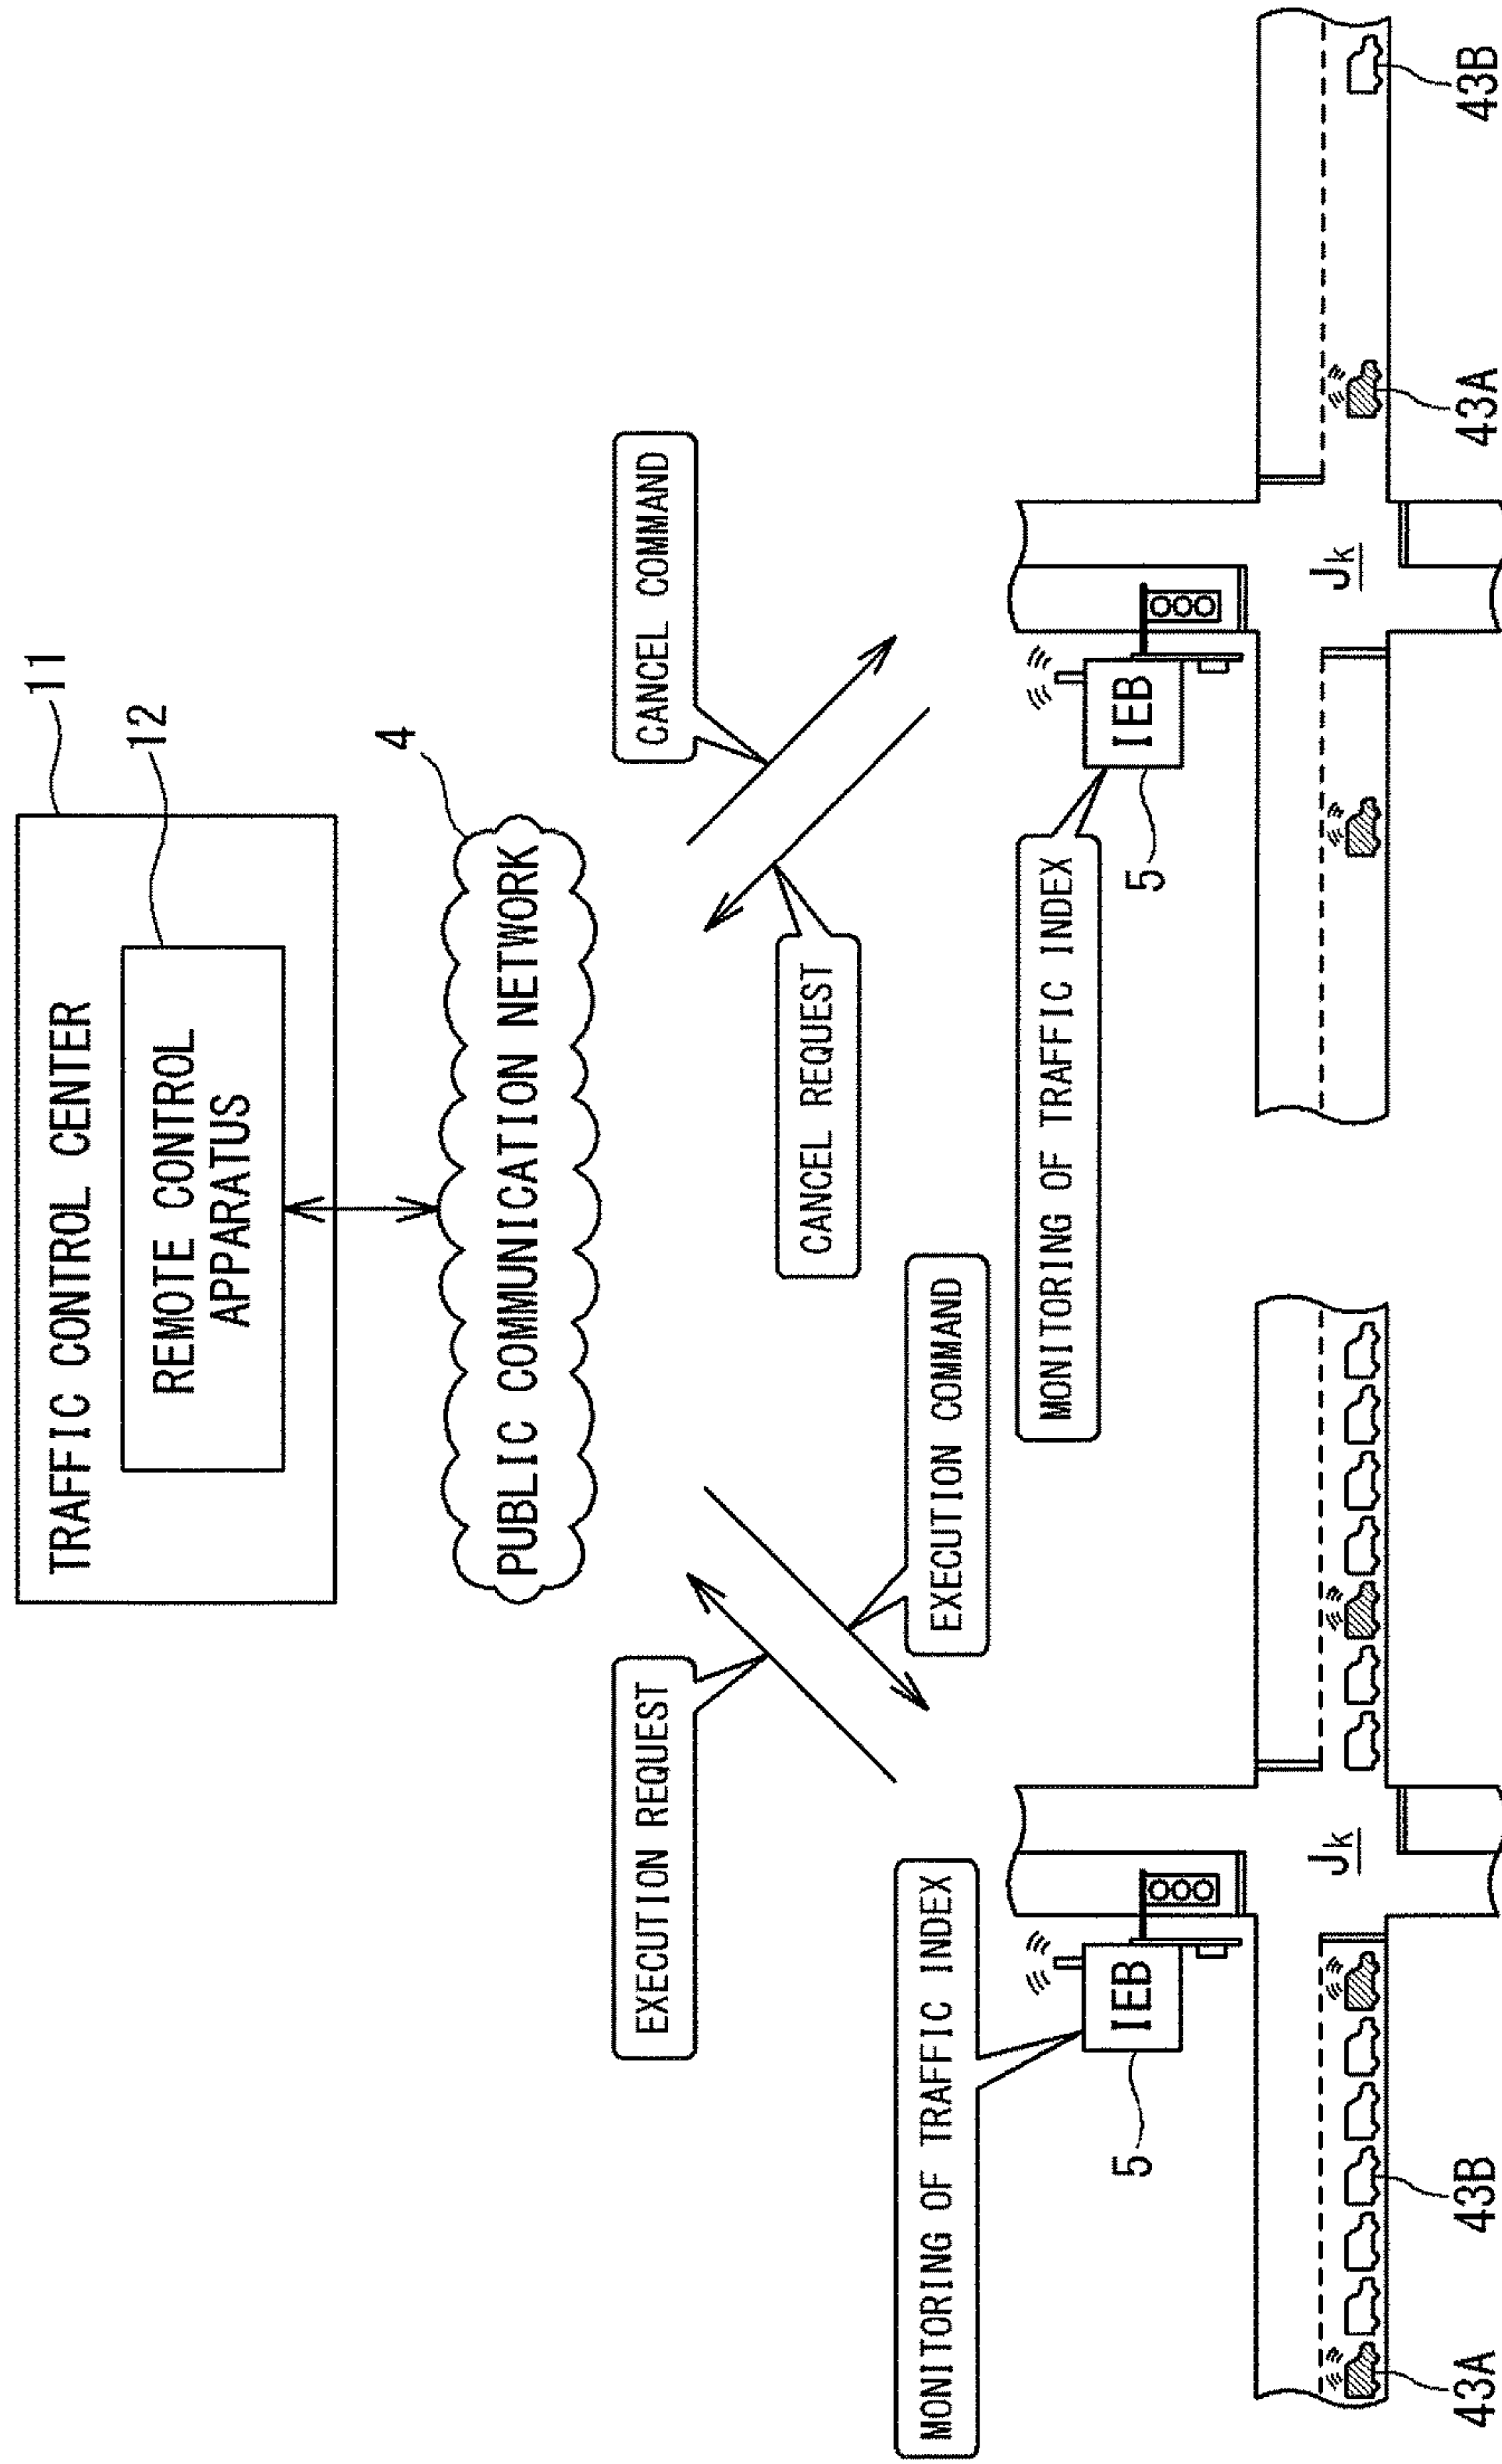 TRAFFIC CONTROL CENTER
11
REMOTE CONTROL
APPARATUS
12
PUBLIC COMMUNICATION NETWORK
4
EXECUTION REQUEST
EXECUTION COMMAND
CANCEL REQUEST
CANCEL COMMAND
MONITORING OF TRAFFIC INDEX
IEB
5
Jk
43A
43B
MONITORING OF TRAFFIC INDEX
IEB
5
Jk
43A
43B